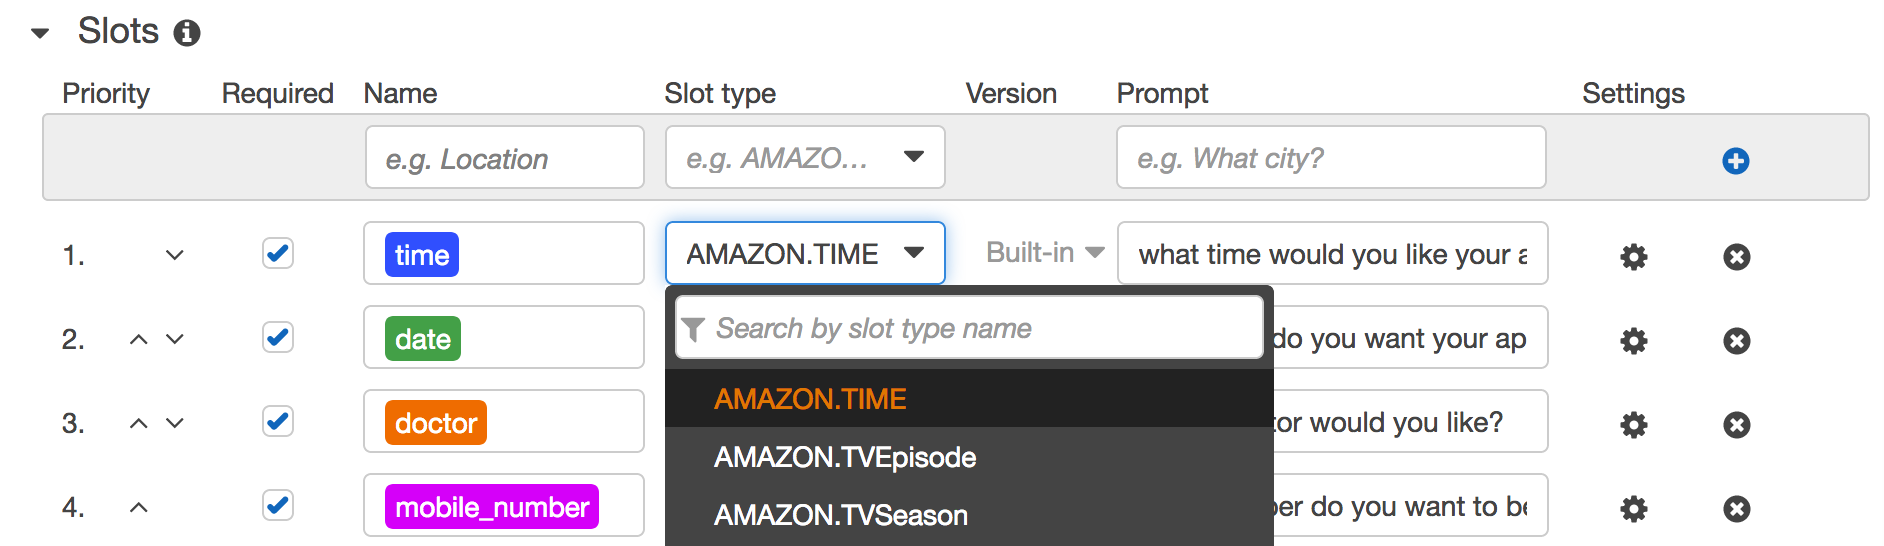 Slots
Priority Required Name Slot type Version Prompt Settings
e.g. Location e.g. AMAZO... e.g. What city?
1. time AMAZON.TIME Built-in what time would you like your a
Search by slot type name
2. date do you want your ap
AMAZON.TIME
3. doctor tor would you like?
AMAZON.TVEpisode
4. mobile_number ber do you want to be
AMAZON.TVSeason